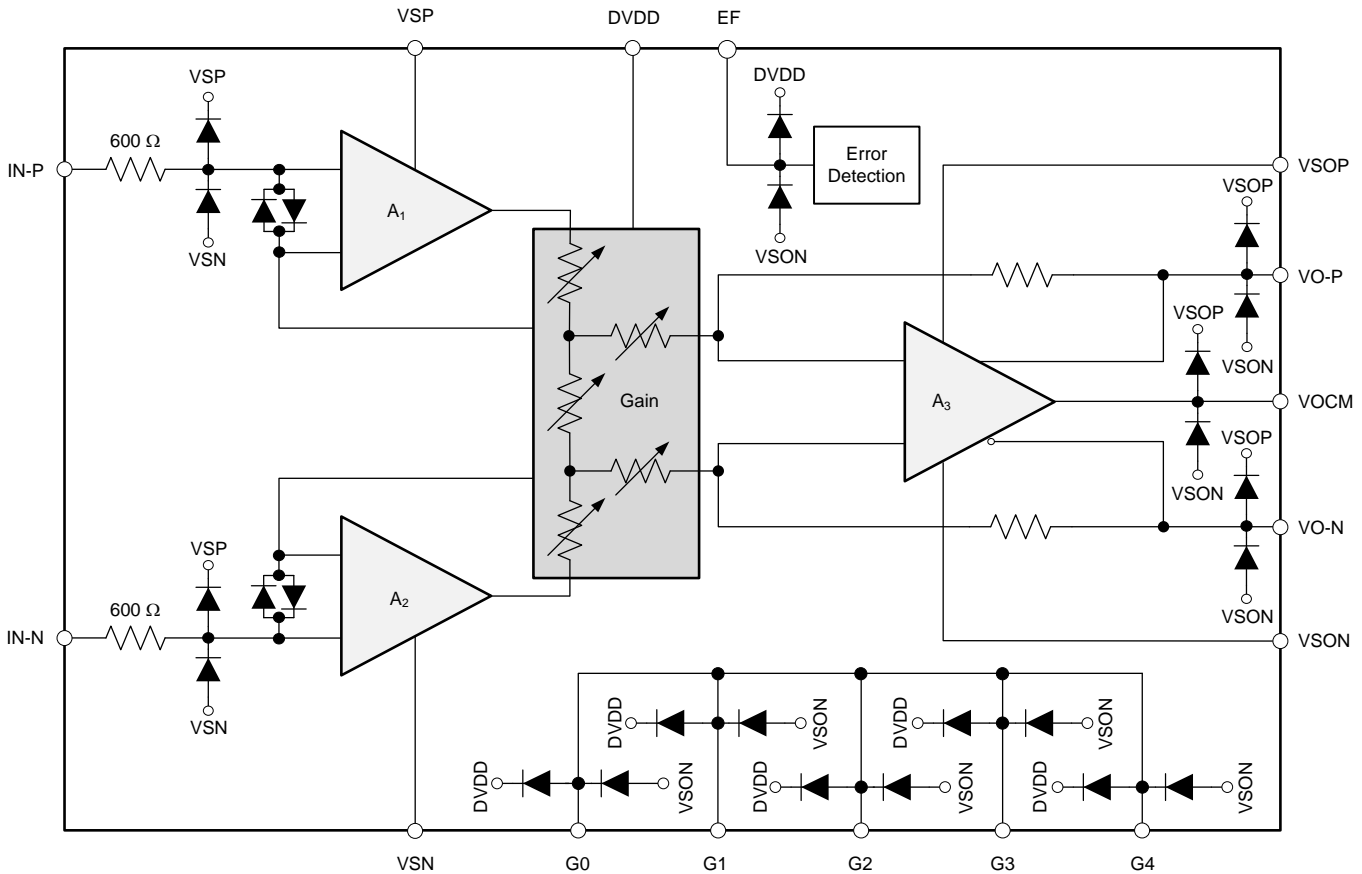 VSP DVDD EF
VSP
DVDD
600 Ω
Error
Detection
IN-P
VSOP
A1
VSOP
VSN
VSON
VO-P
VSOP
VSON
Gain
A3
VOCM
VSOP
VSON
VSP
VO-N
600 Ω
A2
VSON
IN-N
VSON
VSN
DVDD VSON DVDD VSON
DVDD VSON DVDD VSON DVDD VSON
VSN G0 G1 G2 G3 G4